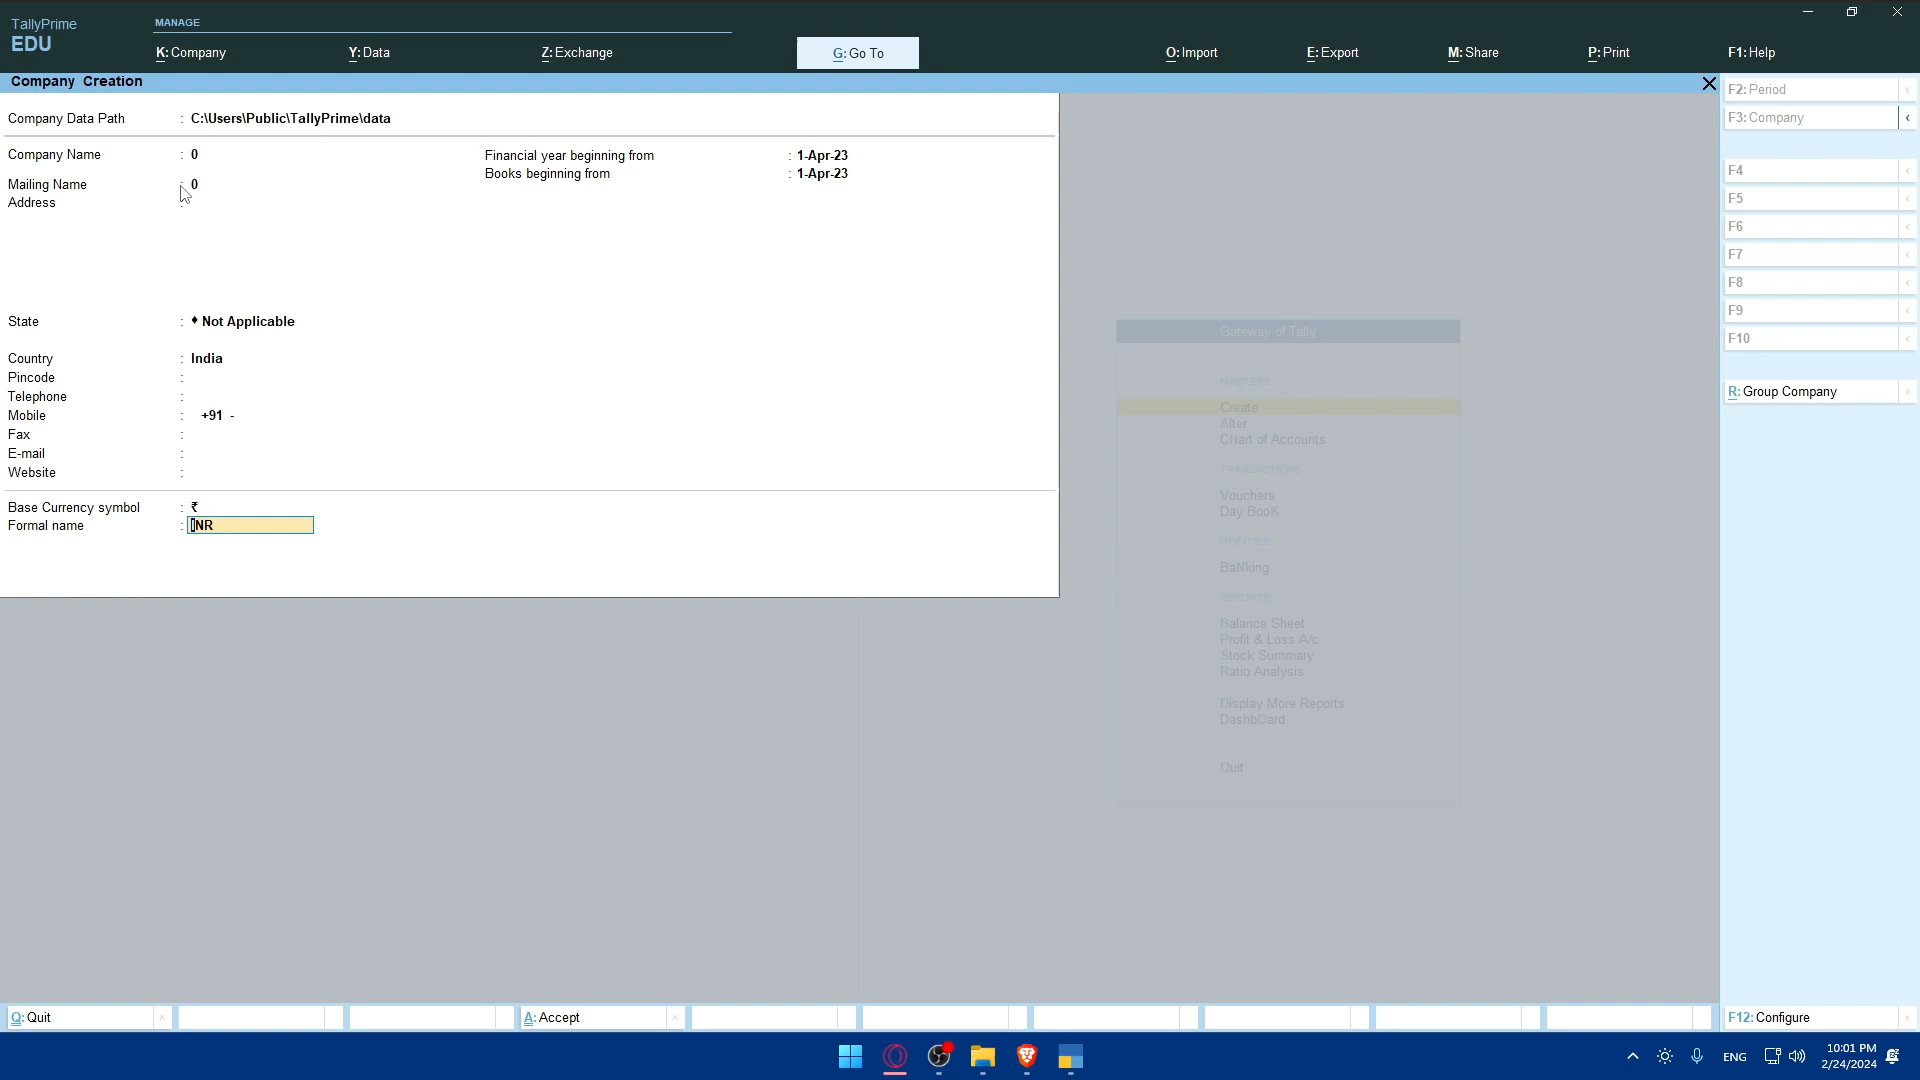 TallyPrime
EDU
MANAGE
K: Company
Y: Data
Z: Exchange
G: Go To
O: Import
E: Export
M: Share
P: Print
F1: Help
Company Creation
Company Data Path : C:\Users\Public\TallyPrime\data
Company Name : 0
Financial year beginning from : 1-Apr-23
Books beginning from : 1-Apr-23
Mailing Name : 0
Address :
State : ♦ Not Applicable
Country : India
Pincode :
Telephone :
Mobile : +91 -
Fax :
E-mail :
Website :
Base Currency symbol : ₹
Formal name : INR
Gateway of Tally
MASTERS
Create
Alter
CHart of Accounts
TRANSACTIONS
Vouchers
Day BooK
UTILITIES
BaNking
REPORTS
Balance Sheet
Profit & Loss A/c
Stock Summary
Ratio Analysis
Display More Reports
DashbOard
Quit
F2: Period
F3: Company
F4
F5
F6
F7
F8
F9
F10
R: Group Company
Q: Quit
A: Accept
F12: Configure
ENG
10:01 PM
2/24/2024